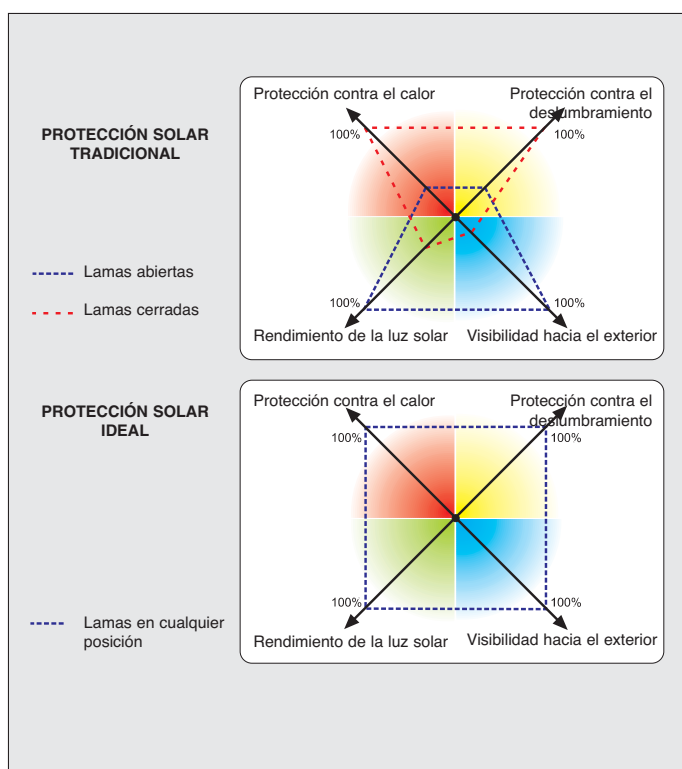 PROTECCIÓN SOLAR
TRADICIONAL
Lamas abiertas
Lamas cerradas
Protección contra el calor
Protección contra el
deslumbramiento
100%
100%
100%
100%
Rendimiento de la luz solar
Visibilidad hacia el exterior
PROTECCIÓN SOLAR
IDEAL
Lamas en cualquier
posición
Protección contra el calor
Protección contra el
deslumbramiento
100%
100%
100%
100%
Rendimiento de la luz solar
Visibilidad hacia el exterior